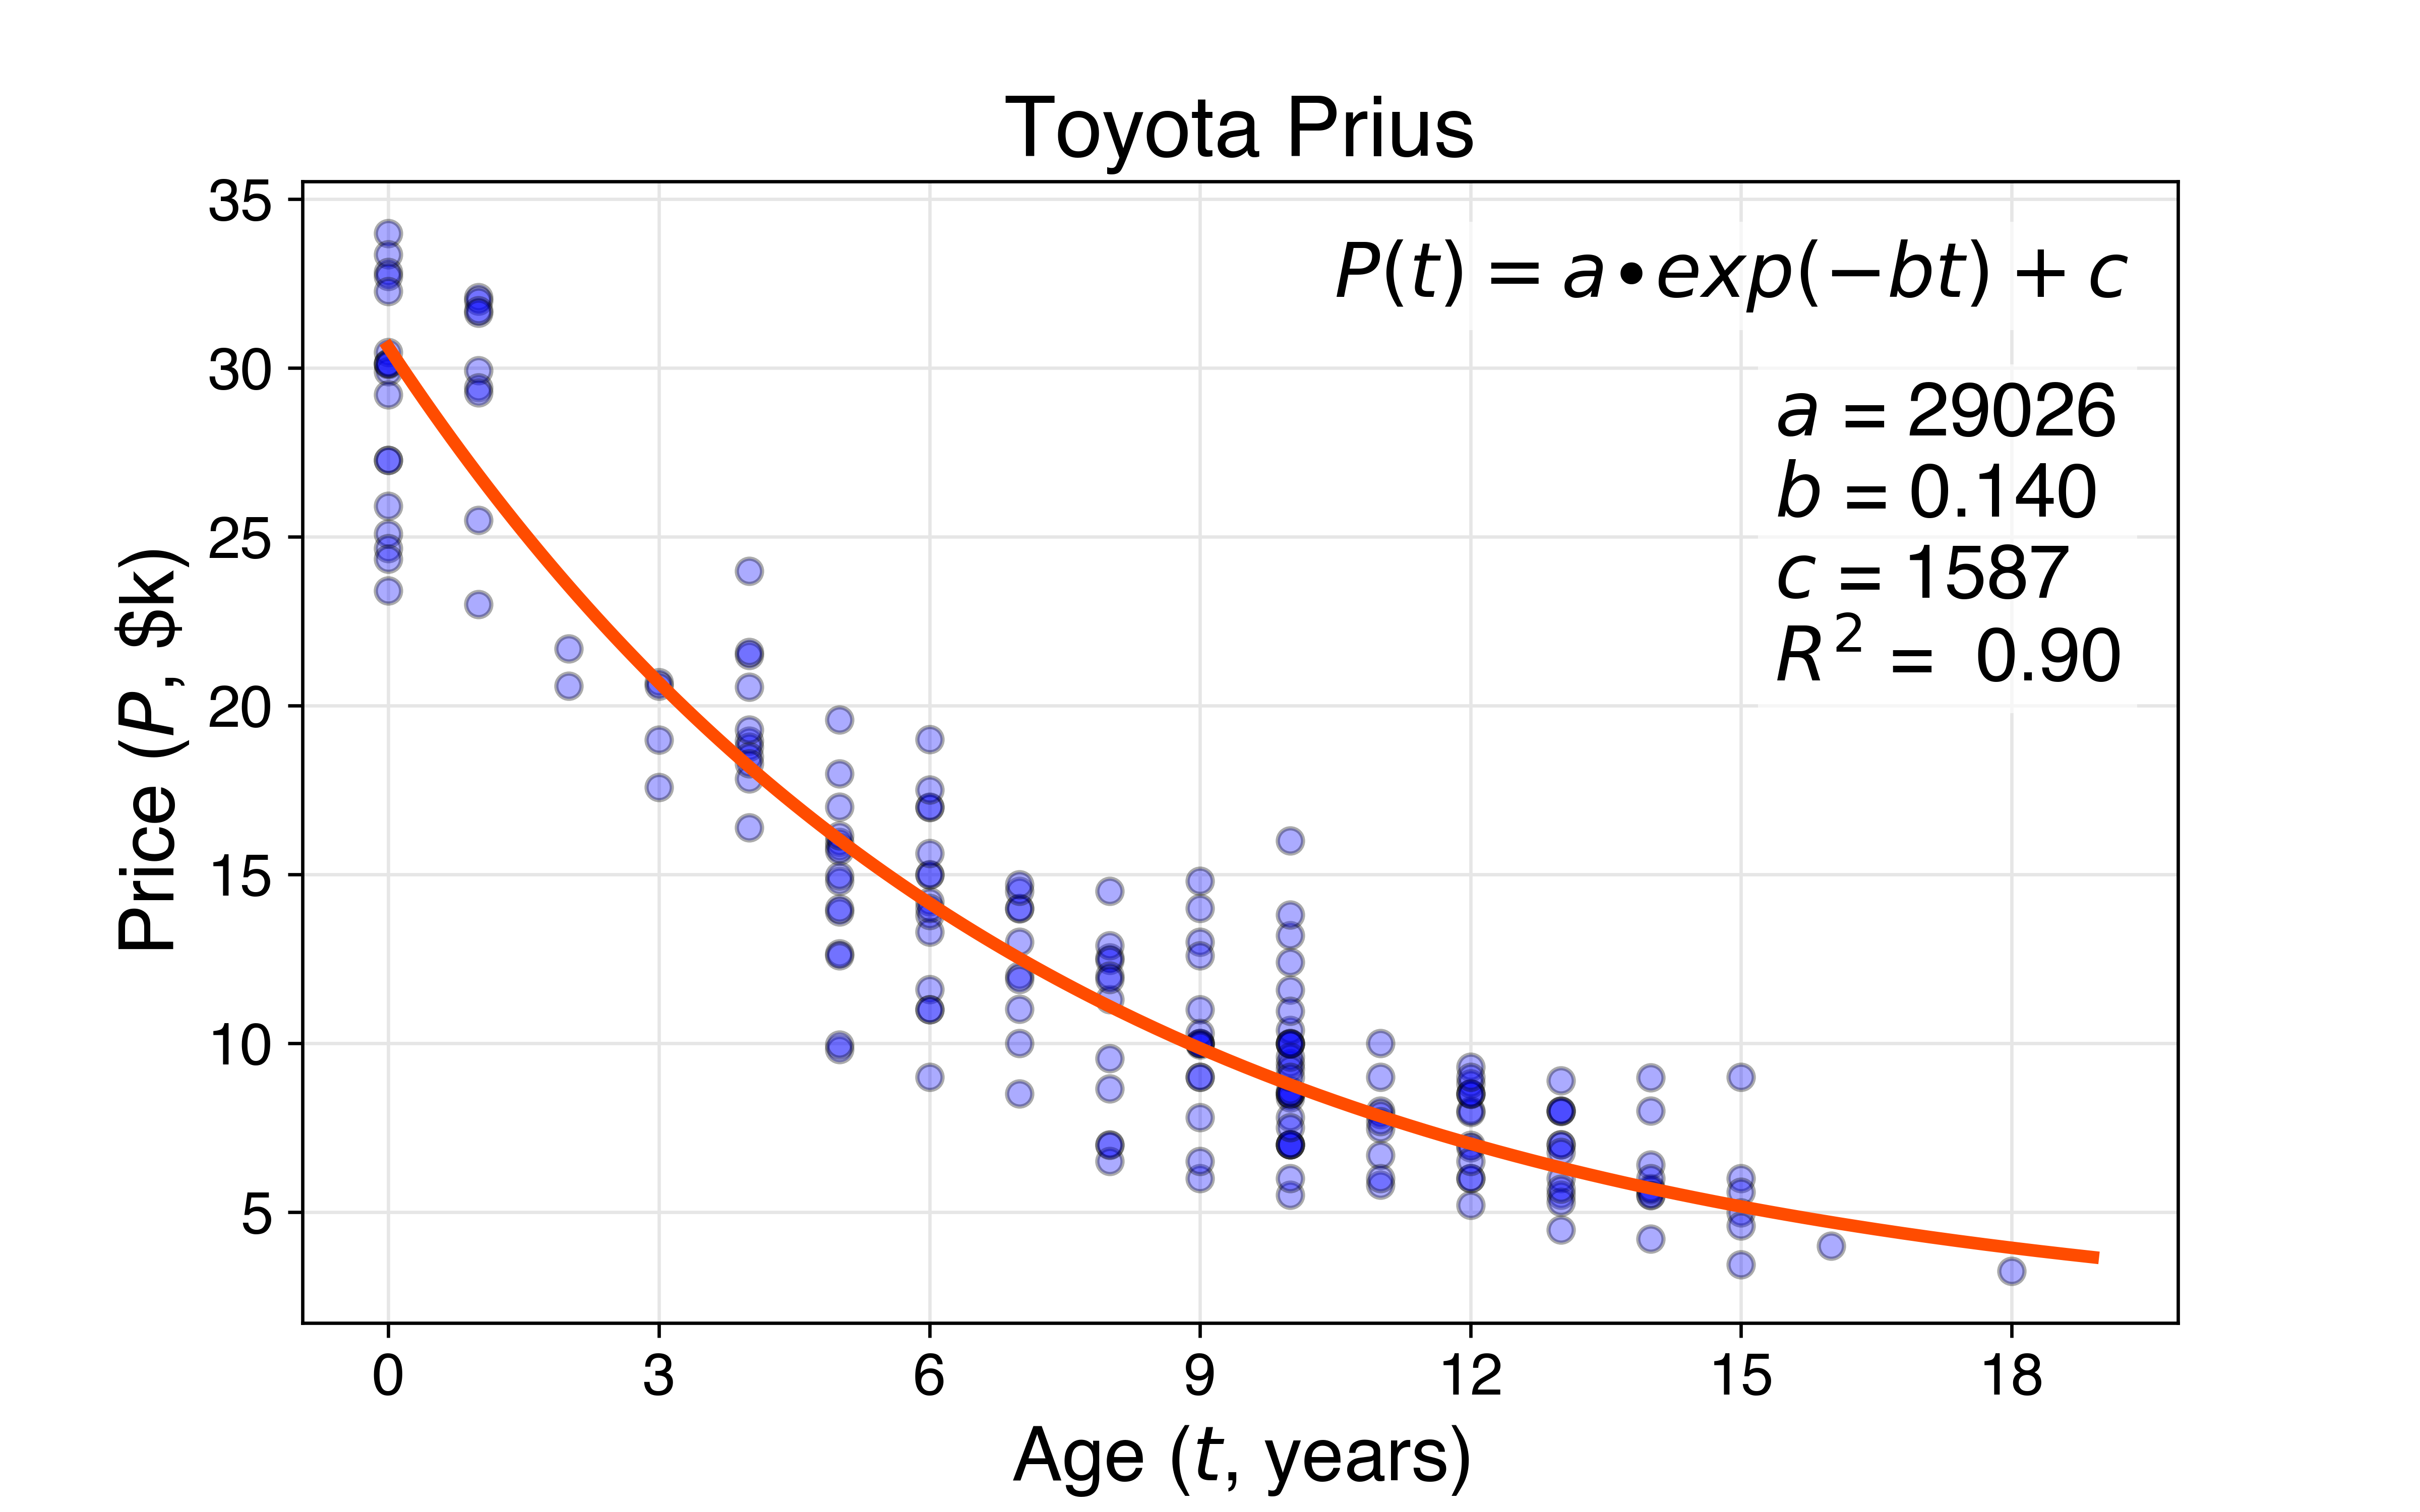 Toyota Prius
P(t) = a•exp(−bt) + c
a = 29026
b = 0.140
c = 1587
R² = 0.90
Price (P, $k)
35
30
25
20
15
10
5
0 3 6 9 12 15 18
Age (t, years)